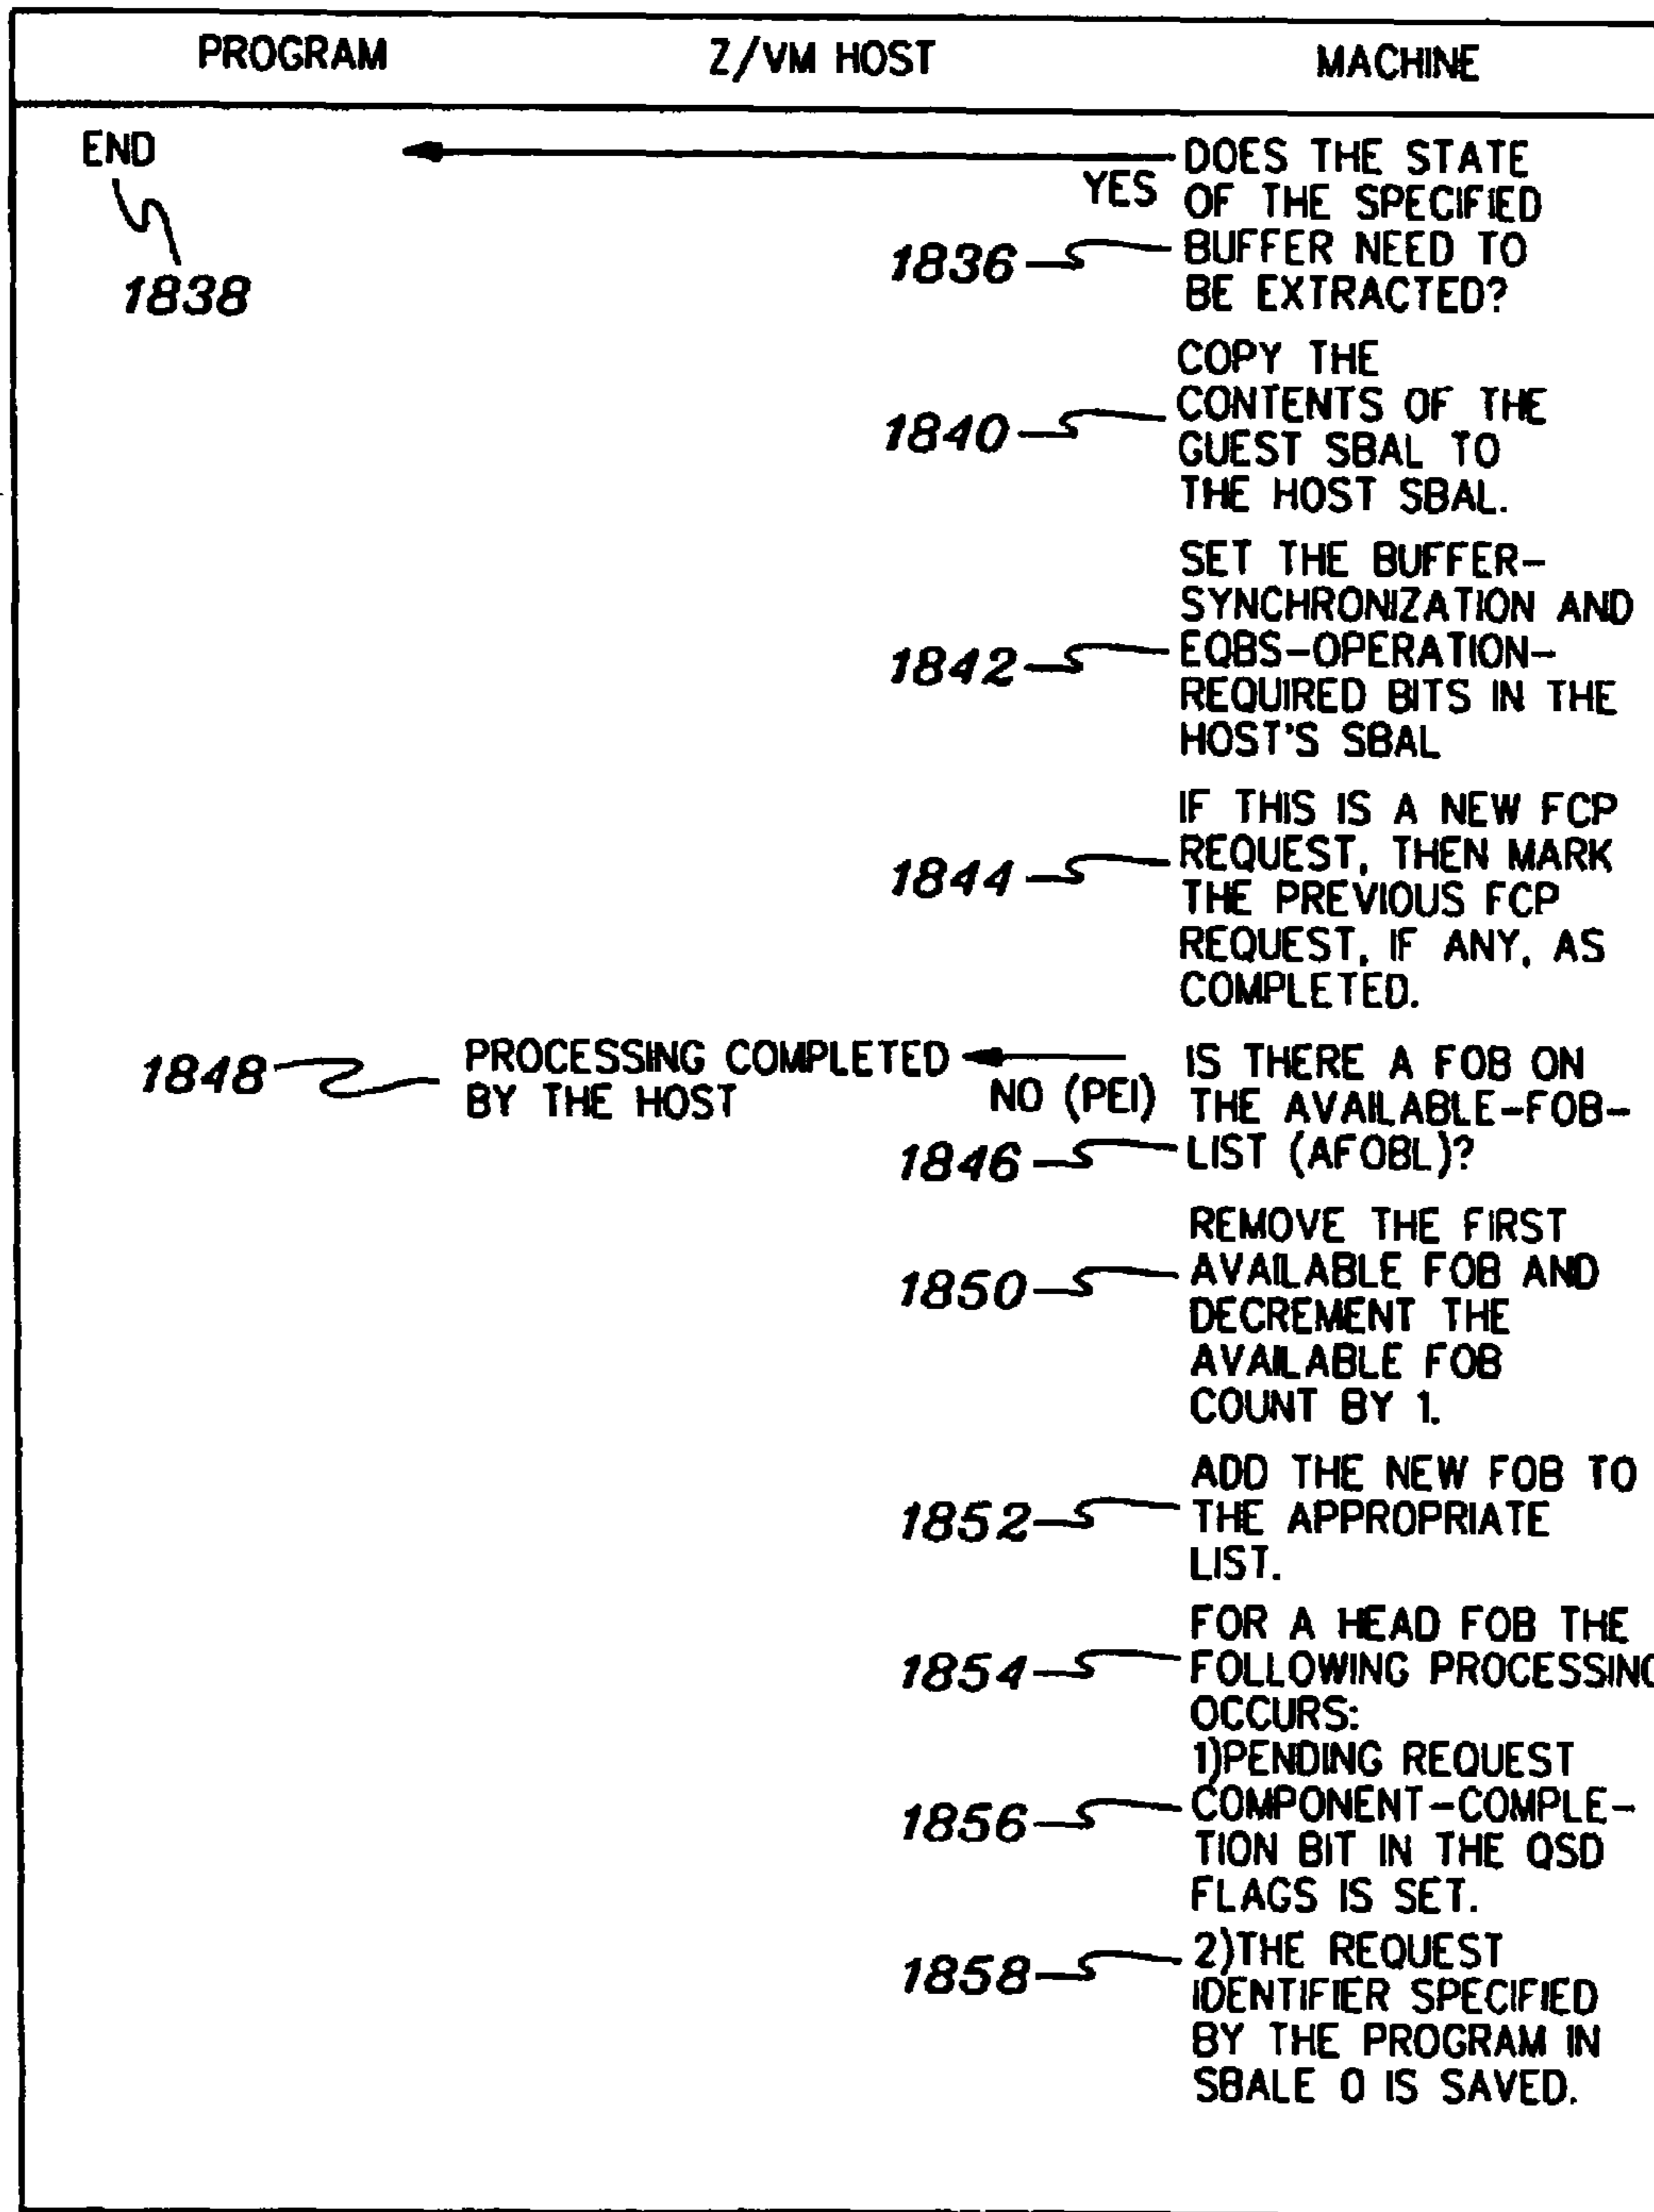 PROGRAM Z/VM HOST MACHINE
END
1838
YES
DOES THE STATE
OF THE SPECIFIED
BUFFER NEED TO
BE EXTRACTED?
1836
COPY THE
CONTENTS OF THE
GUEST SBAL TO
THE HOST SBAL.
1840
SET THE BUFFER-
SYNCHRONIZATION AND
EQBS-OPERATION-
REQUIRED BITS IN THE
HOST'S SBAL
1842
IF THIS IS A NEW FCP
REQUEST, THEN MARK
THE PREVIOUS FCP
REQUEST, IF ANY, AS
COMPLETED.
1844
1848
PROCESSING COMPLETED
BY THE HOST
NO (PEI)
IS THERE A FOB ON
THE AVAILABLE-FOB-
LIST (AFOBL)?
1846
REMOVE THE FIRST
AVAILABLE FOB AND
DECREMENT THE
AVAILABLE FOB
COUNT BY 1.
1850
ADD THE NEW FOB TO
THE APPROPRIATE
LIST.
1852
FOR A HEAD FOB THE
FOLLOWING PROCESSING
OCCURS:
1854
1)PENDING REQUEST
COMPONENT-COMPLE-
TION BIT IN THE QSD
FLAGS IS SET.
1856
2)THE REQUEST
IDENTIFIER SPECIFIED
BY THE PROGRAM IN
SBALE 0 IS SAVED.
1858